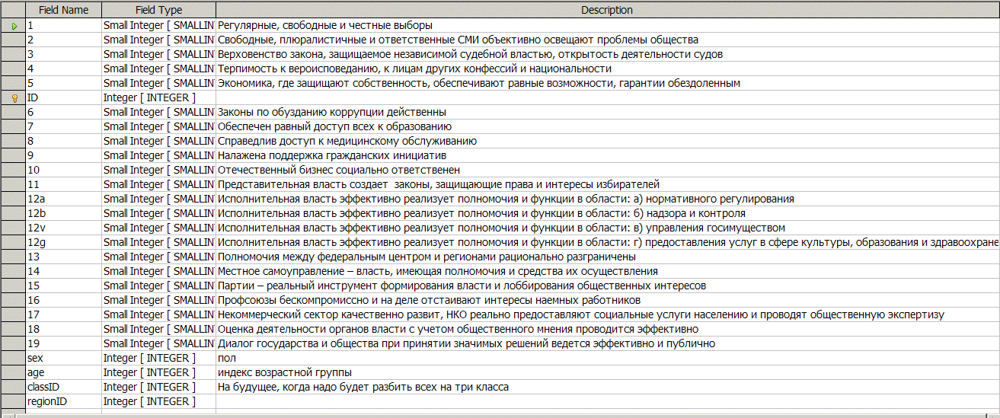 Field Name Field Type Description
1 Small Integer [ SMALLIN Регулярные, свободные и честные выборы
2 Small Integer [ SMALLIN Свободные, плюралистичные и ответственные СМИ объективно освещают проблемы общества
3 Small Integer [ SMALLIN Верховенство закона, защищаемое независимой судебной властью, открытость деятельности судов
4 Small Integer [ SMALLIN Терпимость к вероисповеданию, к лицам других конфессий и национальности
5 Small Integer [ SMALLIN Экономика, где защищают собственность, обеспечивают равные возможности, гарантии обездоленным
ID Integer [ INTEGER ]
6 Small Integer [ SMALLIN Законы по обузданию коррупции действенны
7 Small Integer [ SMALLIN Обеспечен равный доступ всех к образованию
8 Small Integer [ SMALLIN Справедлив доступ к медицинскому обслуживанию
9 Small Integer [ SMALLIN Налажена поддержка гражданских инициатив
10 Small Integer [ SMALLIN Отечественный бизнес социально ответственен
11 Small Integer [ SMALLIN Представительная власть создает законы, защищающие права и интересы избирателей
12a Small Integer [ SMALLIN Исполнительная власть эффективно реализует полномочия и функции в области: а) нормативного регулирования
12b Small Integer [ SMALLIN Исполнительная власть эффективно реализует полномочия и функции в области: б) надзора и контроля
12v Small Integer [ SMALLIN Исполнительная власть эффективно реализует полномочия и функции в области: в) управления госимуществом
12g Small Integer [ SMALLIN Исполнительная власть эффективно реализует полномочия и функции в области: г) предоставления услуг в сфере культуры, образования и здравоохране
13 Small Integer [ SMALLIN Полномочия между федеральным центром и регионами рационально разграничены
14 Small Integer [ SMALLIN Местное самоуправление – власть, имеющая полномочия и средства их осуществления
15 Small Integer [ SMALLIN Партии – реальный инструмент формирования власти и лоббирования общественных интересов
16 Small Integer [ SMALLIN Профсоюзы бескомпромиссно и на деле отстаивают интересы наемных работников
17 Small Integer [ SMALLIN Некоммерческий сектор качественно развит, НКО реально предоставляют социальные услуги населению и проводят общественную экспертизу
18 Small Integer [ SMALLIN Оценка деятельности органов власти с учетом общественного мнения проводится эффективно
19 Small Integer [ SMALLIN Диалог государства и общества при принятии значимых решений ведется эффективно и публично
sex Integer [ INTEGER ] пол
age Integer [ INTEGER ] индекс возрастной группы
classID Integer [ INTEGER ] На будущее, когда надо будет разбить всех на три класса
regionID Integer [ INTEGER ]